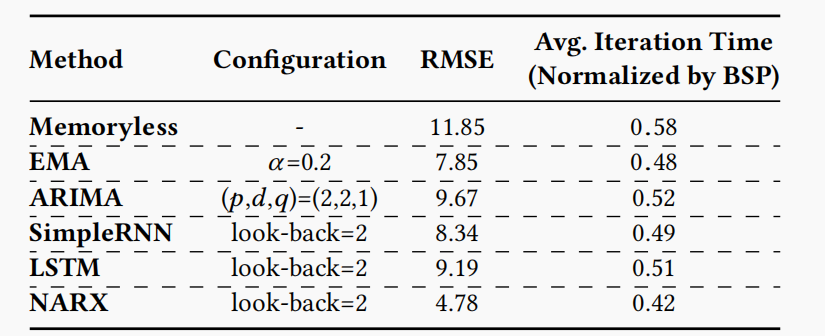 Method Configuration RMSE Avg. Iteration Time (Normalized by BSP)
Memoryless - 11.85 0.58
EMA α=0.2 7.85 0.48
ARIMA (p,d,q)=(2,2,1) 9.67 0.52
SimpleRNN look-back=2 8.34 0.49
LSTM look-back=2 9.19 0.51
NARX look-back=2 4.78 0.42